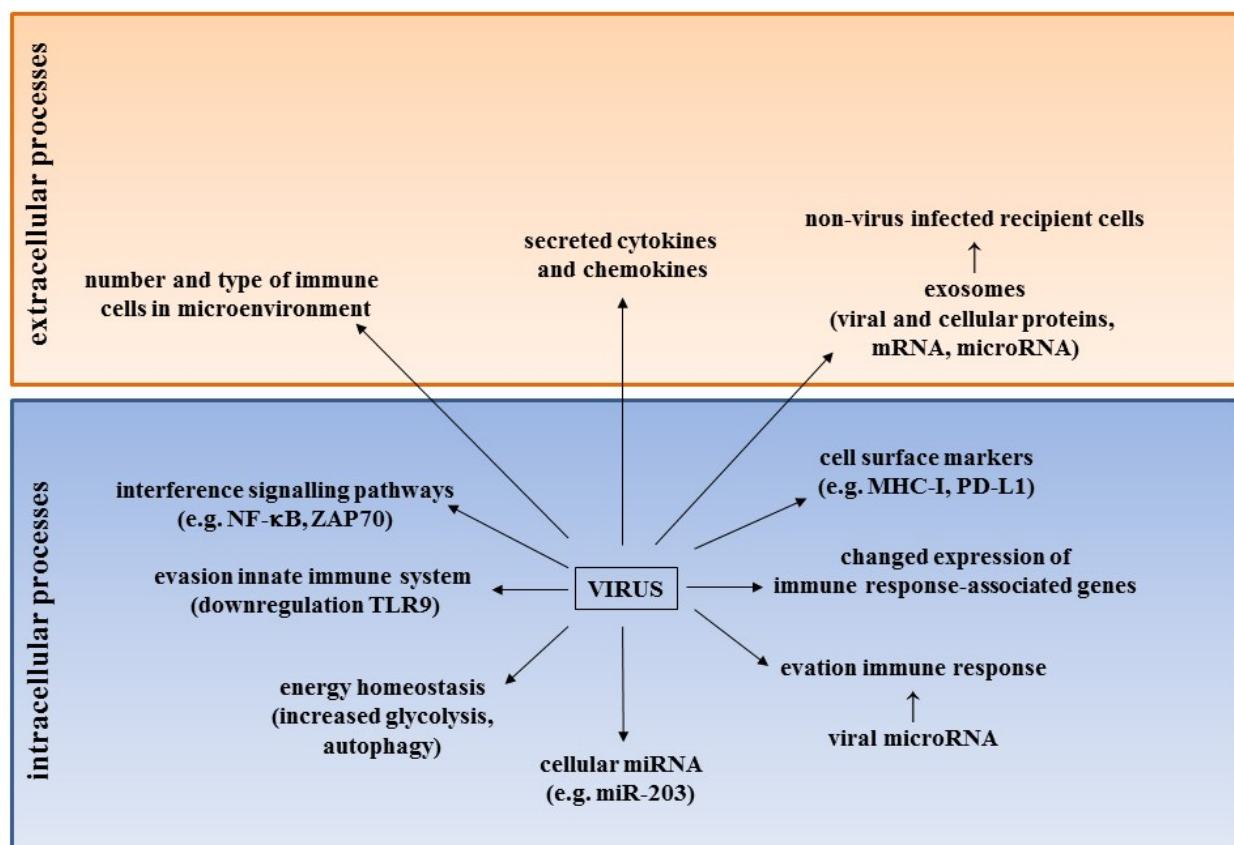 extracellular processes
number and type of immune
cells in microenvironment
secreted cytokines
and chemokines
non-virus infected recipient cells
↑
exosomes
(viral and cellular proteins,
mRNA, microRNA)
intracellular processes
interference signalling pathways
(e.g. NF-κB, ZAP70)
evasion innate immune system
(downregulation TLR9)
energy homeostasis
(increased glycolysis,
autophagy)
VIRUS
cellular miRNA
(e.g. miR-203)
cell surface markers
(e.g. MHC-I, PD-L1)
changed expression of
immune response-associated genes
evation immune response
↑
viral microRNA